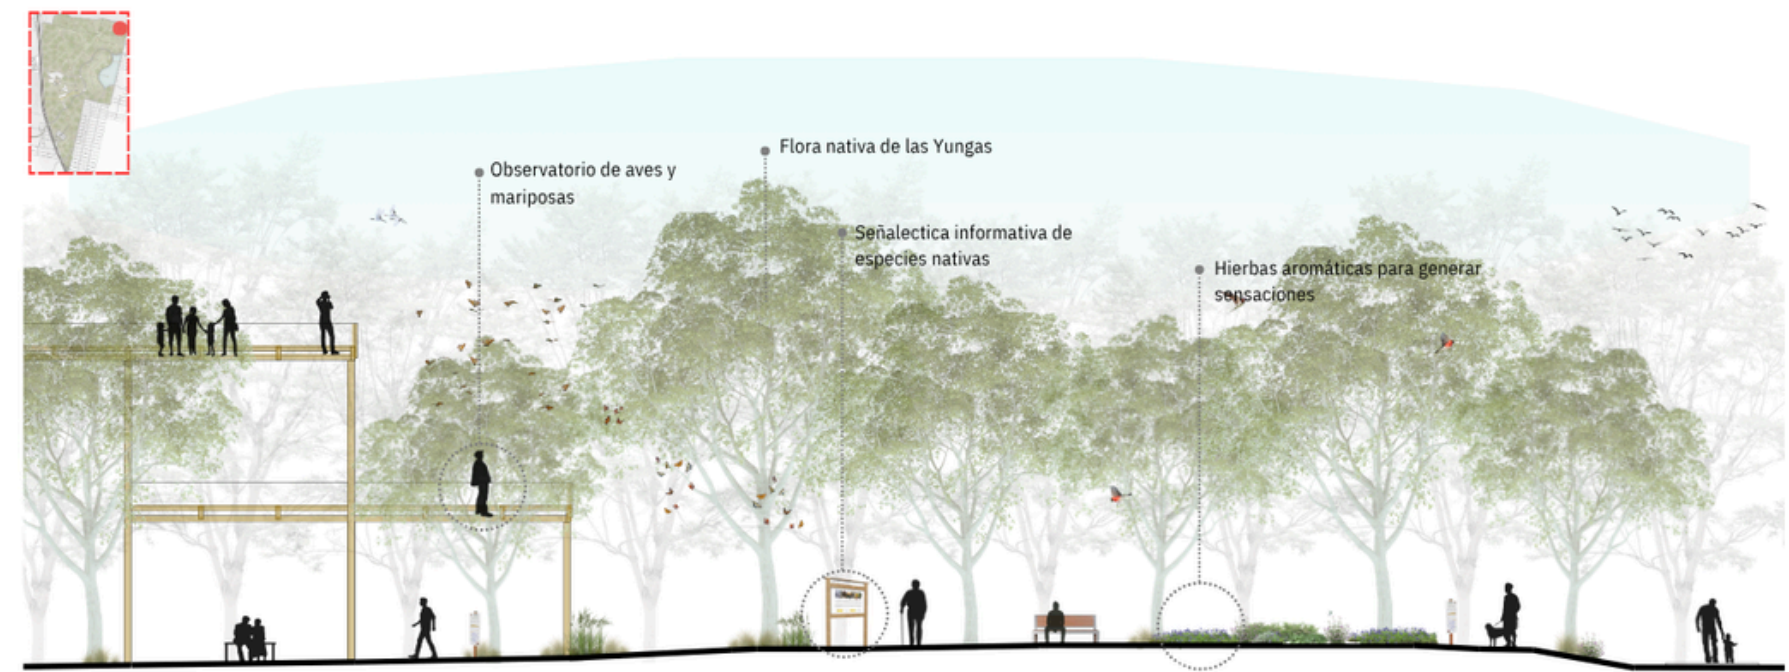 Observatorio de aves y
mariposas
Flora nativa de las Yungas
Señalectica informativa de
especies nativas
Hierbas aromáticas para generar
sensaciones